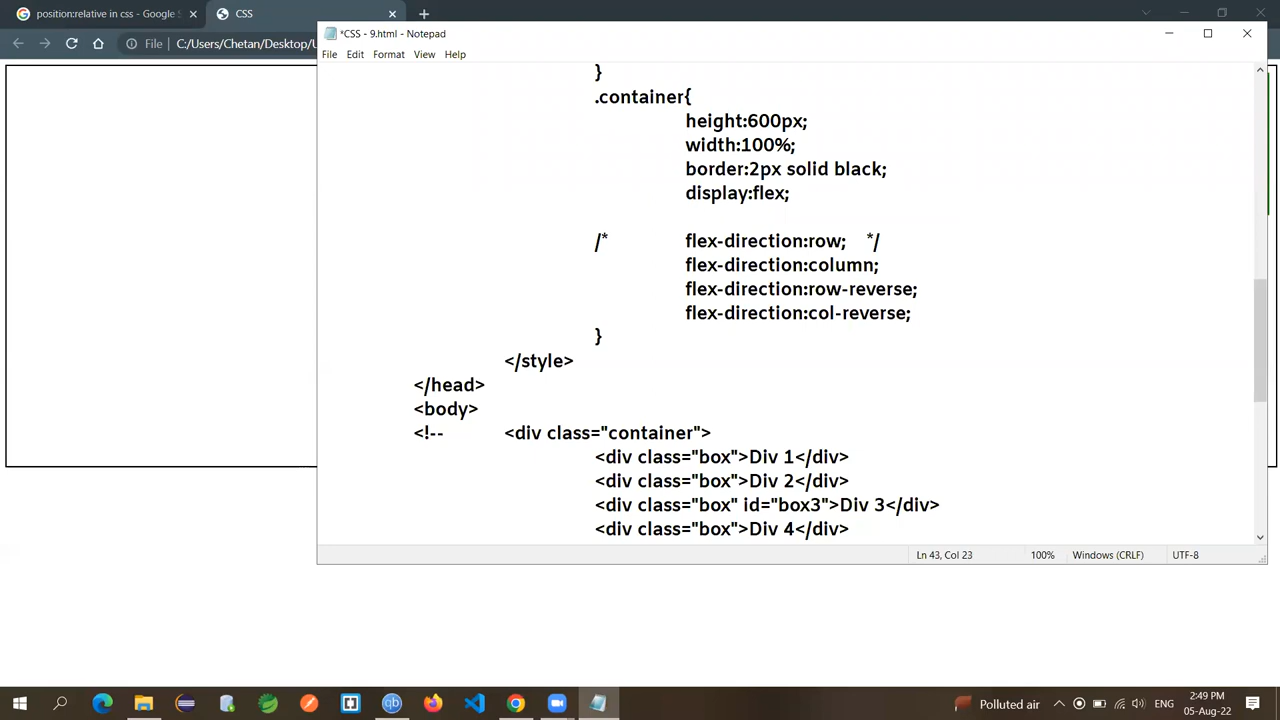 position:relative in css - Google S
CSS
File
C:/Users/Chetan/Desktop/U
*CSS - 9.html - Notepad
File Edit Format View Help
}
.container{
height:600px;
width:100%;
border:2px solid black;
display:flex;
/* flex-direction:row; */
flex-direction:column;
flex-direction:row-reverse;
flex-direction:col-reverse;
}
</style>
</head>
<body>
<!-- <div class="container">
<div class="box">Div 1</div>
<div class="box">Div 2</div>
<div class="box" id="box3">Div 3</div>
<div class="box">Div 4</div>
Ln 43, Col 23 100% Windows (CRLF) UTF-8
Polluted air ENG 2:49 PM
05-Aug-22